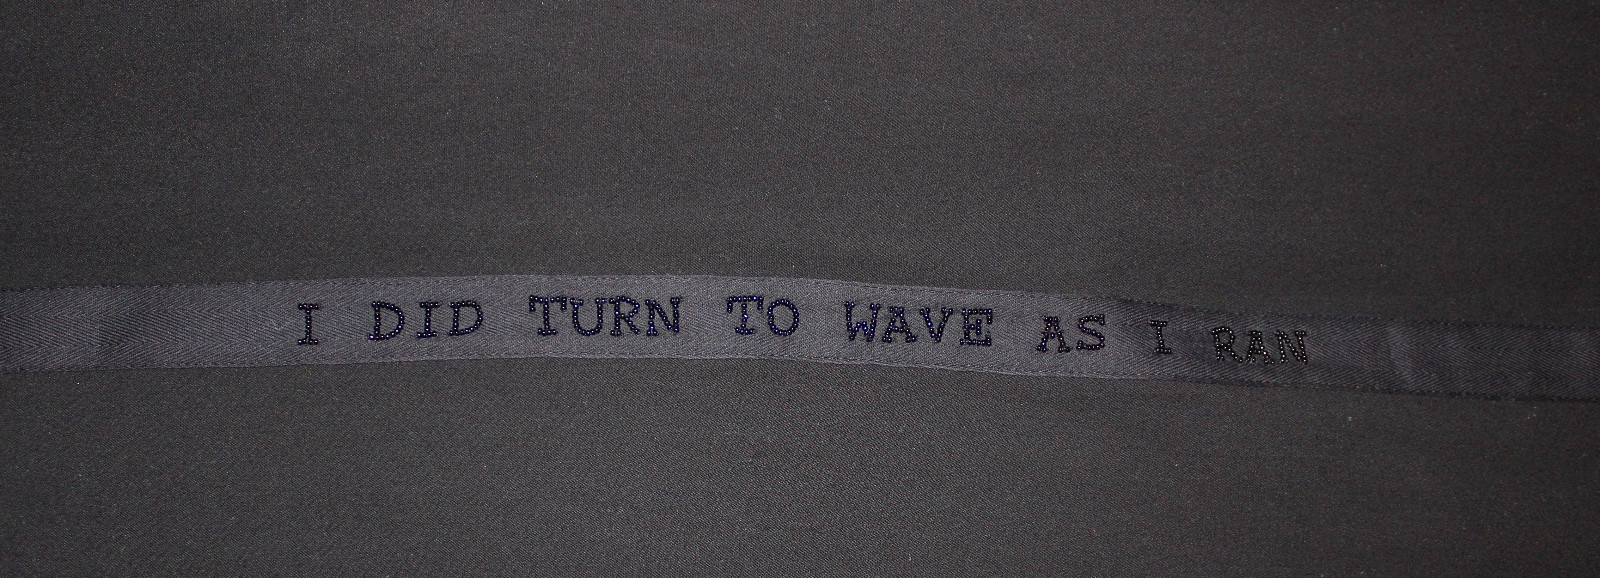 I DID TURN TO WAVE AS I RAN